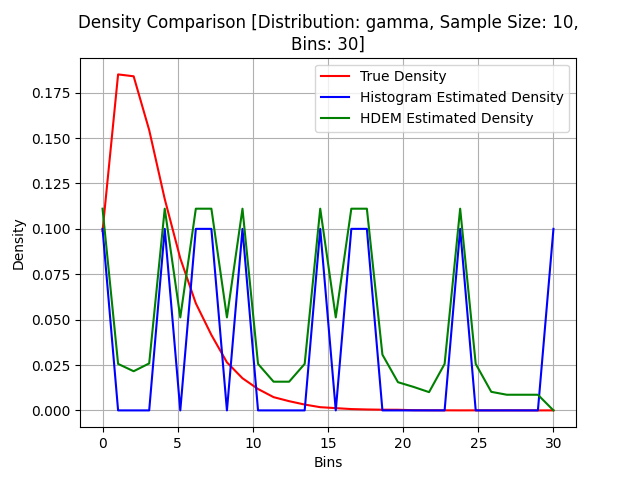 Density Comparison [Distribution: gamma, Sample Size: 10,
Bins: 30]
True Density
Histogram Estimated Density
HDEM Estimated Density
Density
0.175
0.150
0.125
0.100
0.075
0.050
0.025
0.000
0 5 10 15 20 25 30
Bins